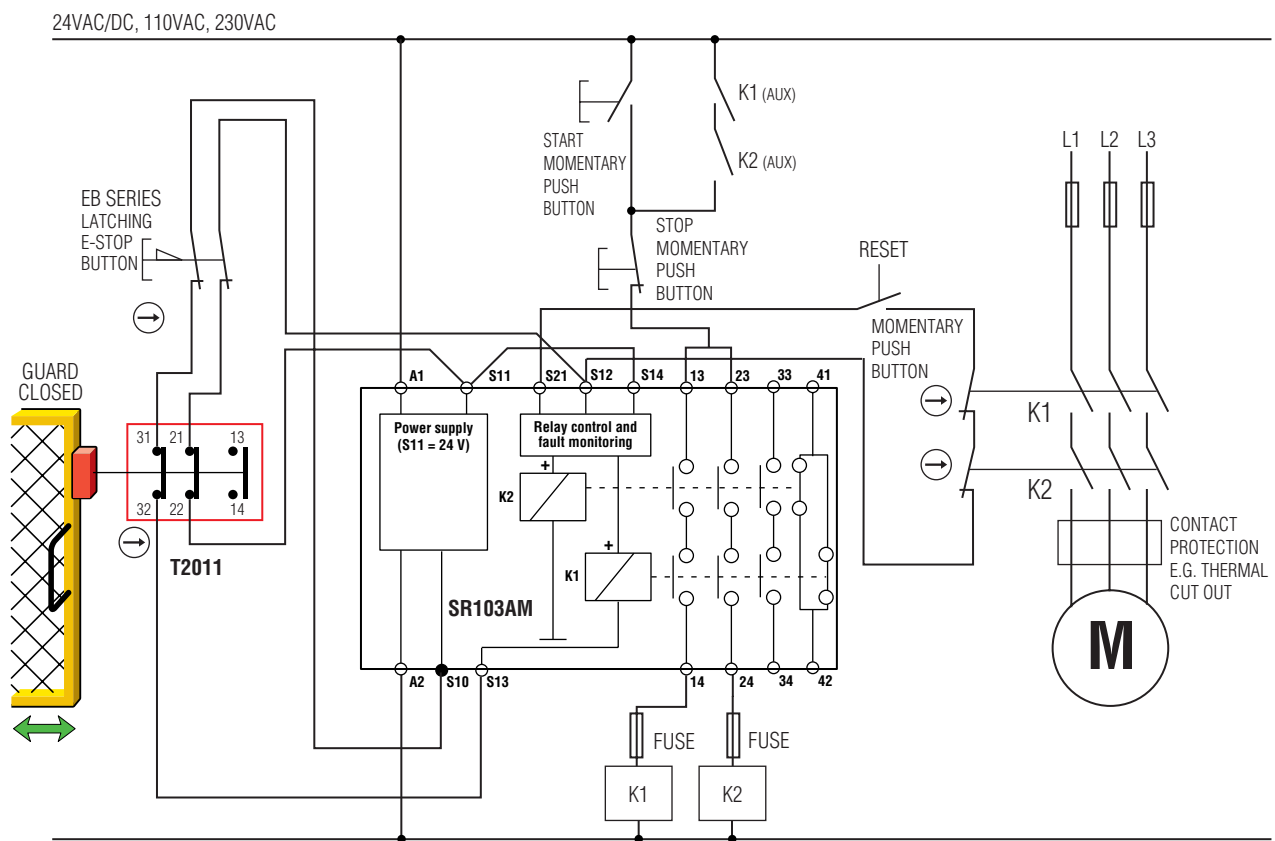 24VAC/DC, 110VAC, 230VAC
K1 (AUX)
START
MOMENTARY
PUSH
BUTTON
K2 (AUX)
L1 L2 L3
EB SERIES
LATCHING
E-STOP
BUTTON
STOP
MOMENTARY
PUSH
BUTTON
RESET
MOMENTARY
PUSH
BUTTON
GUARD
CLOSED
A1 S11 S21 S12 S14 13 23 33 41
Power supply
(S11 = 24 V)
Relay control and
fault monitoring
31 21 13
32 22 14
T2011
+
K2
+
K1
SR103AM
K1
K2
CONTACT
PROTECTION
E.G. THERMAL
CUT OUT
M
A2 S10 S13 14 24 34 42
FUSE FUSE
K1 K2